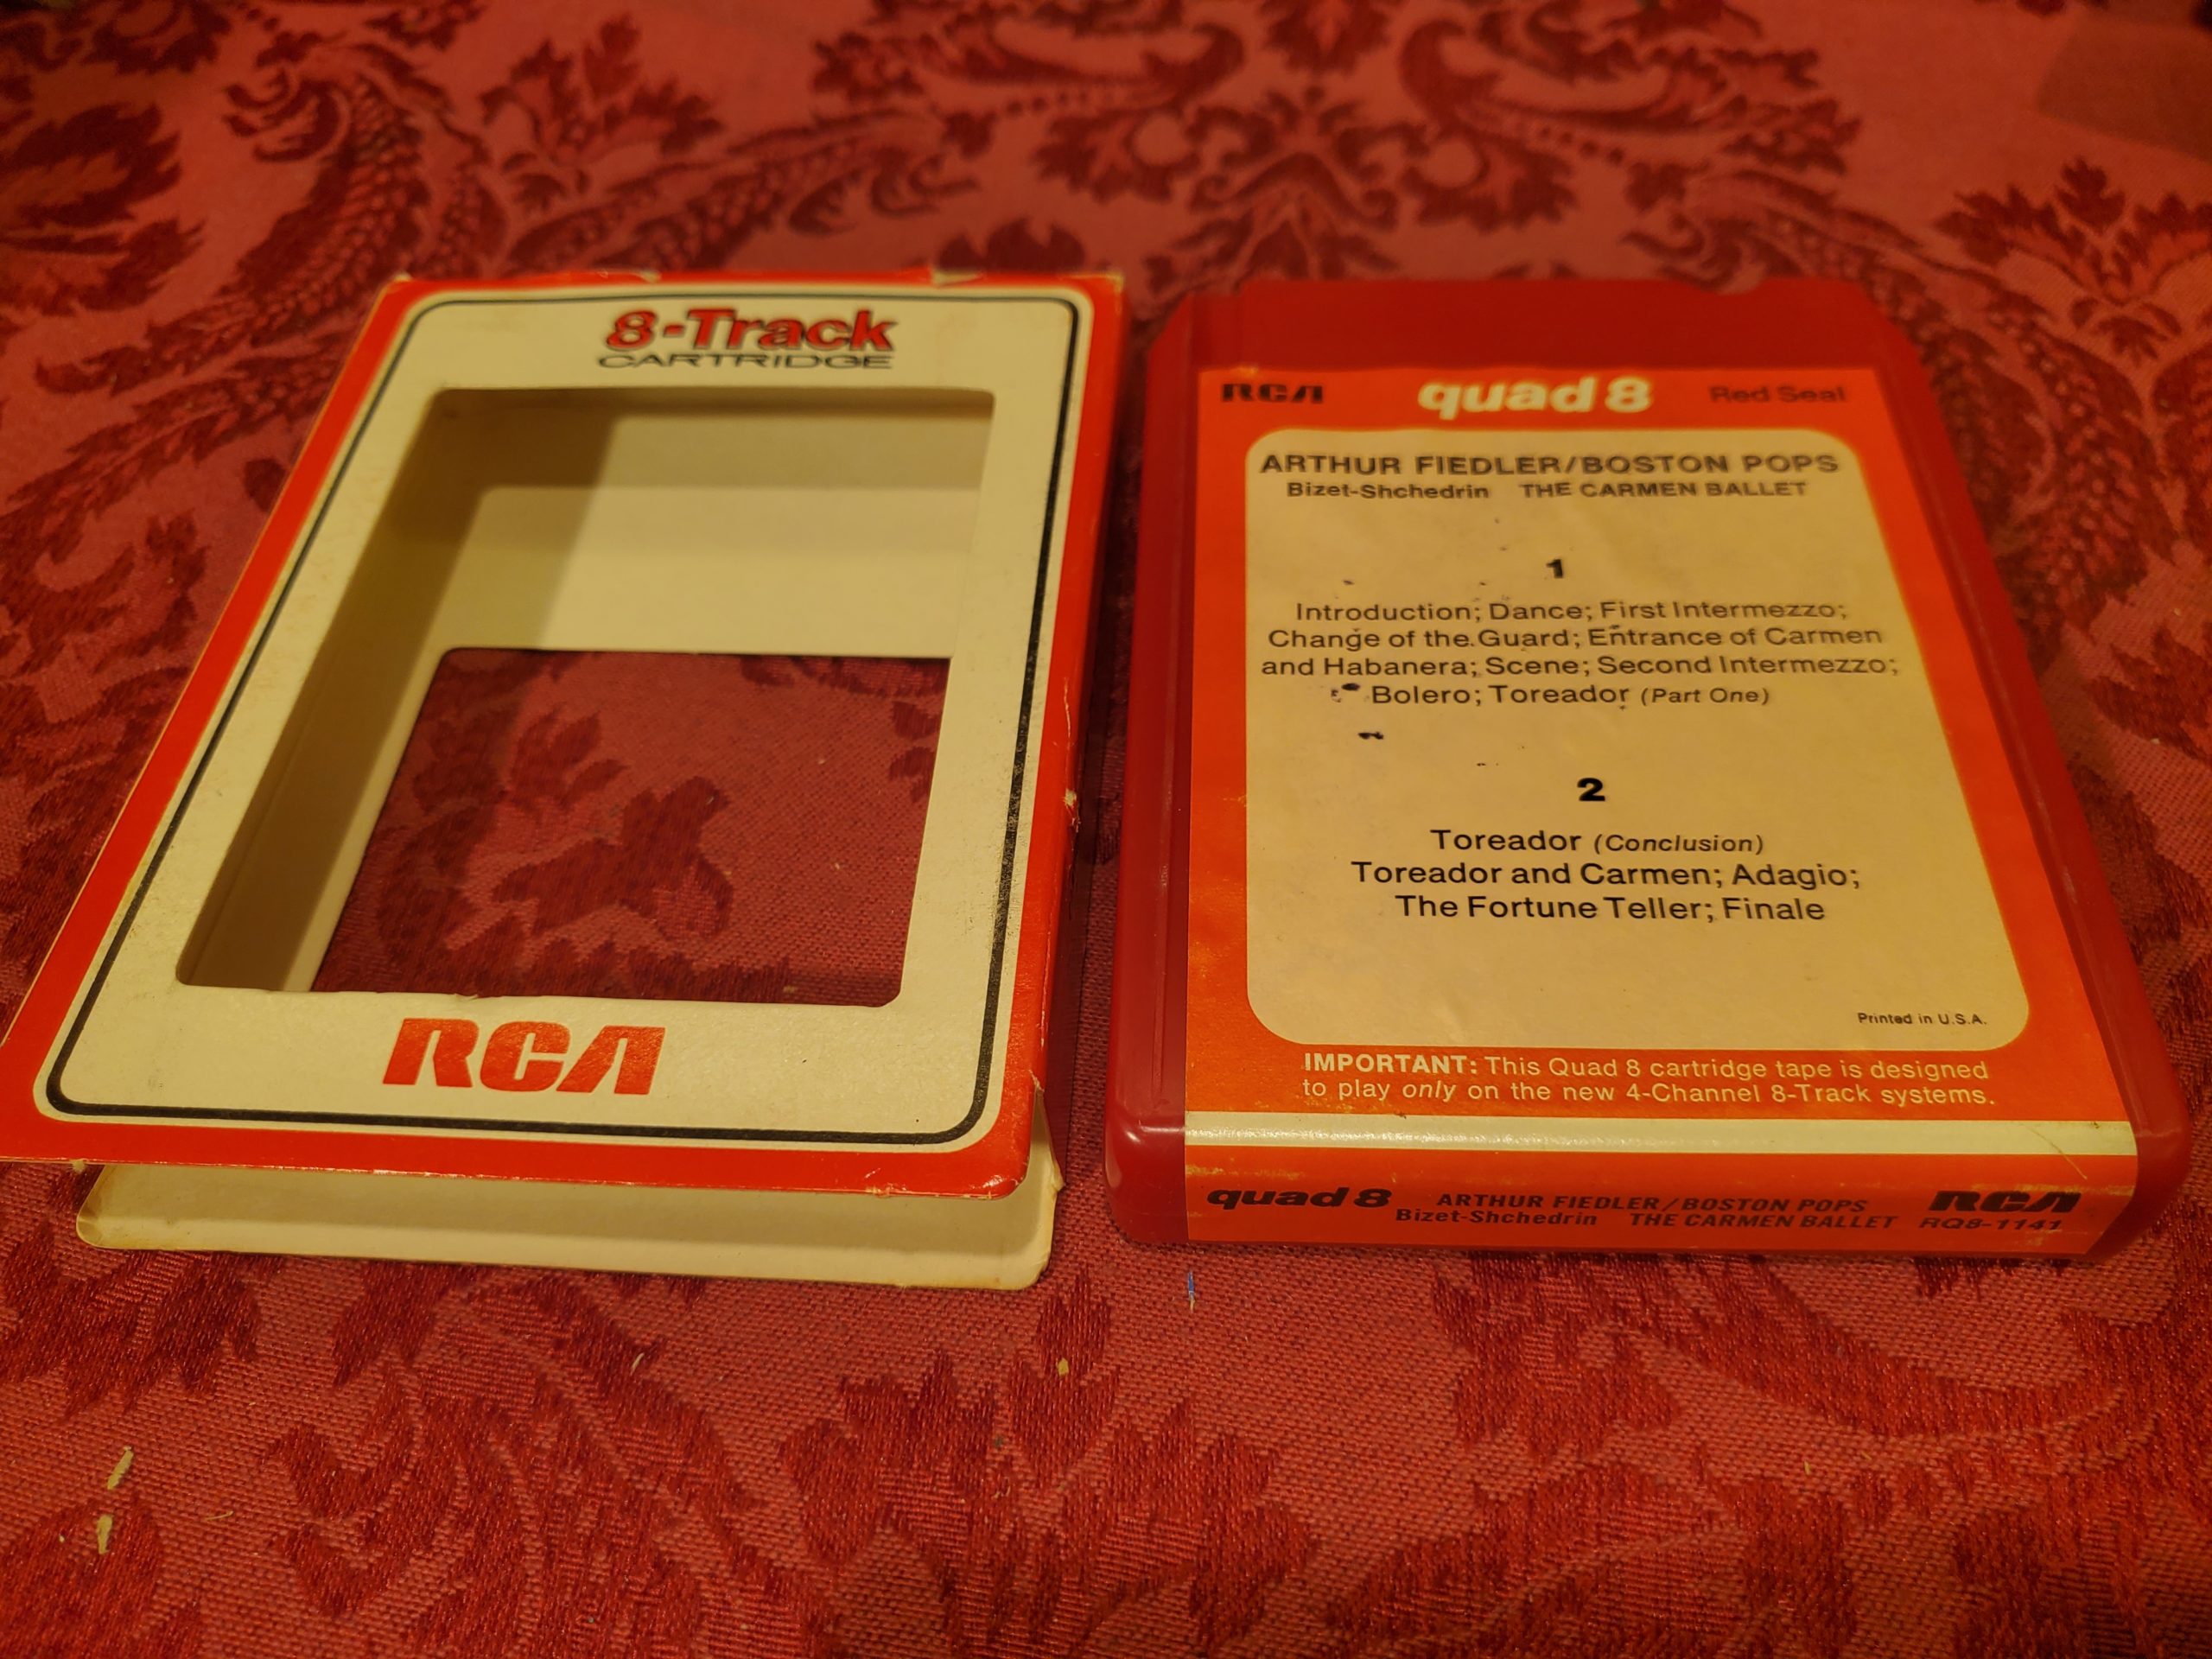 8-Track
CARTRIDGE
RCA
RCA quad 8 Red Seal
ARTHUR FIEDLER/BOSTON POPS
Bizet-Shchedrin THE CARMEN BALLET
1
Introduction; Dance; First Intermezzo;
Change of the Guard; Entrance of Carmen
and Habanera; Scene; Second Intermezzo;
Bolero; Toreador (Part One)
2
Toreador (Conclusion)
Toreador and Carmen; Adagio;
The Fortune Teller; Finale
Printed in U.S.A.
IMPORTANT: This Quad 8 cartridge tape is designed
to play only on the new 4-Channel 8-Track systems.
quad 8 ARTHUR FIEDLER/BOSTON POPS RCA
Bizet-Shchedrin THE CARMEN BALLET RQ8-1141